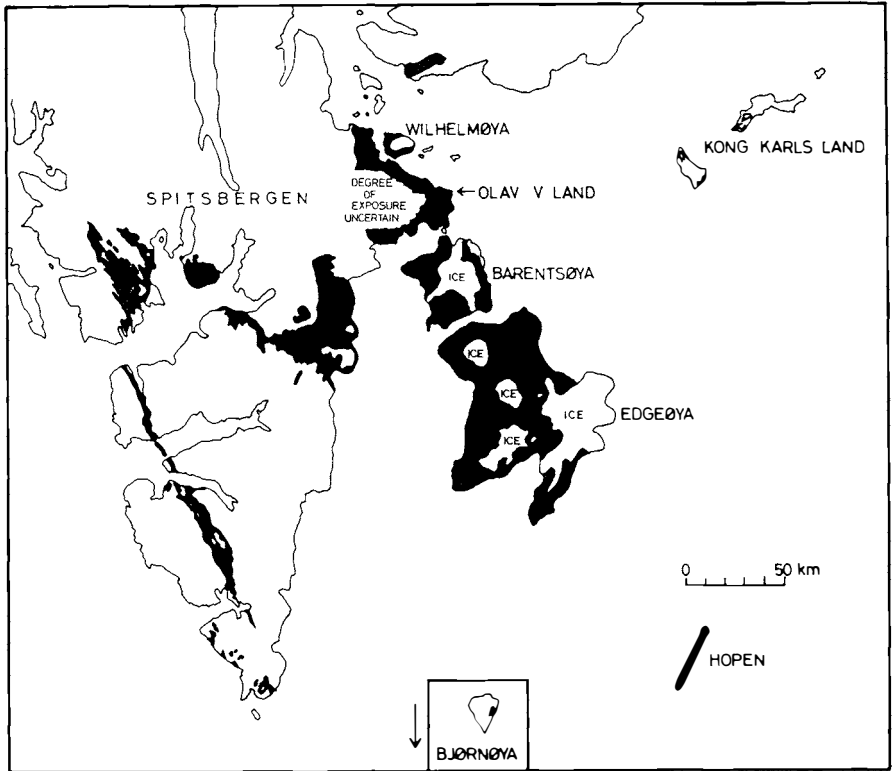 WILHELMØYA
KONG KARLS LAND
DEGREE
OF
EXPOSURE
UNCERTAIN
←OLAV V LAND
SPITSBERGEN
ICE
BARENTSØYA
ICE
ICE
ICE
EDGEØYA
ICE
0 50 km
HOPEN
BJØRNØYA